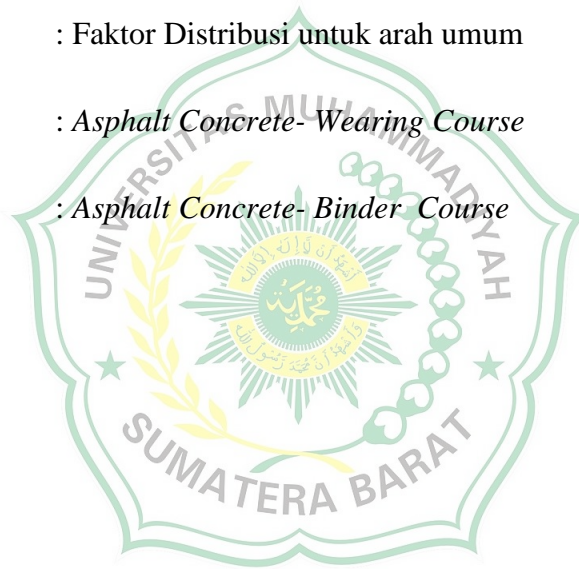 : Faktor Distribusi untuk arah umum
: Asphalt Concrete- Wearing Course
: Asphalt Concrete- Binder Course
UNIVERSITAS MUHAMMADIYAH
SUMATERA BARAT